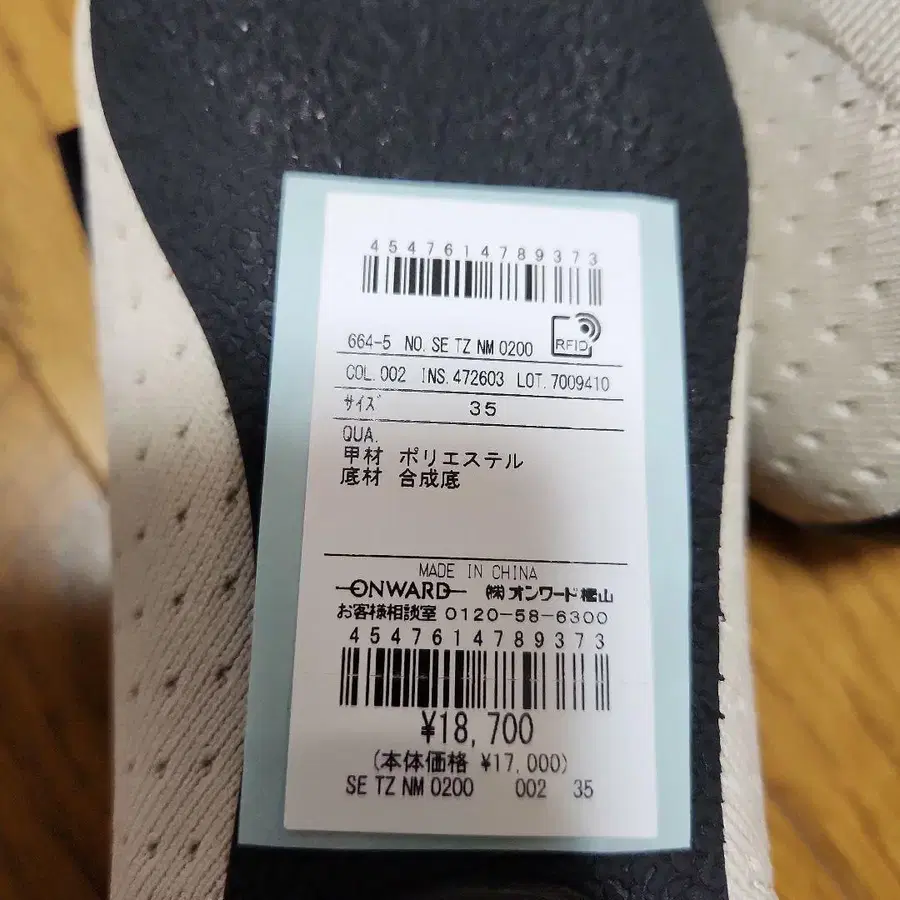 4547614789373
664-5 NO. SE TZ NM 0200 RFID
COL.002 INS.472603 LOT.7009410
サイズ 35
QUA.
甲材 ポリエステル
底材 合成底
MADE IN CHINA
ONWARD ㈱オンワード樫山
お客様相談室 0120-58-6300
4547614789373
¥18,700
(本体価格 ¥17,000)
SE TZ NM 0200 002 35